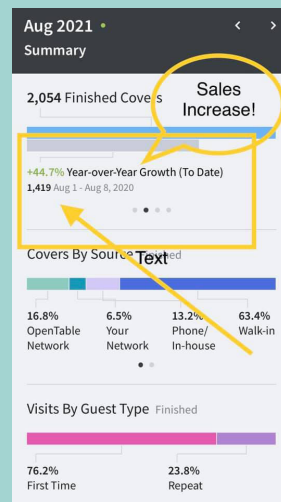 Aug 2021
Summary
Sales
Increase!
2,054 Finished Covers
+44.7% Year-over-Year Growth (To Date)
1,419 Aug 1 - Aug 8, 2020
Covers By Source Finished
Text
16.8%
OpenTable
Network
6.5%
Your
Network
13.2%
Phone/
In-house
63.4%
Walk-in
Visits By Guest Type Finished
76.2%
First Time
23.8%
Repeat